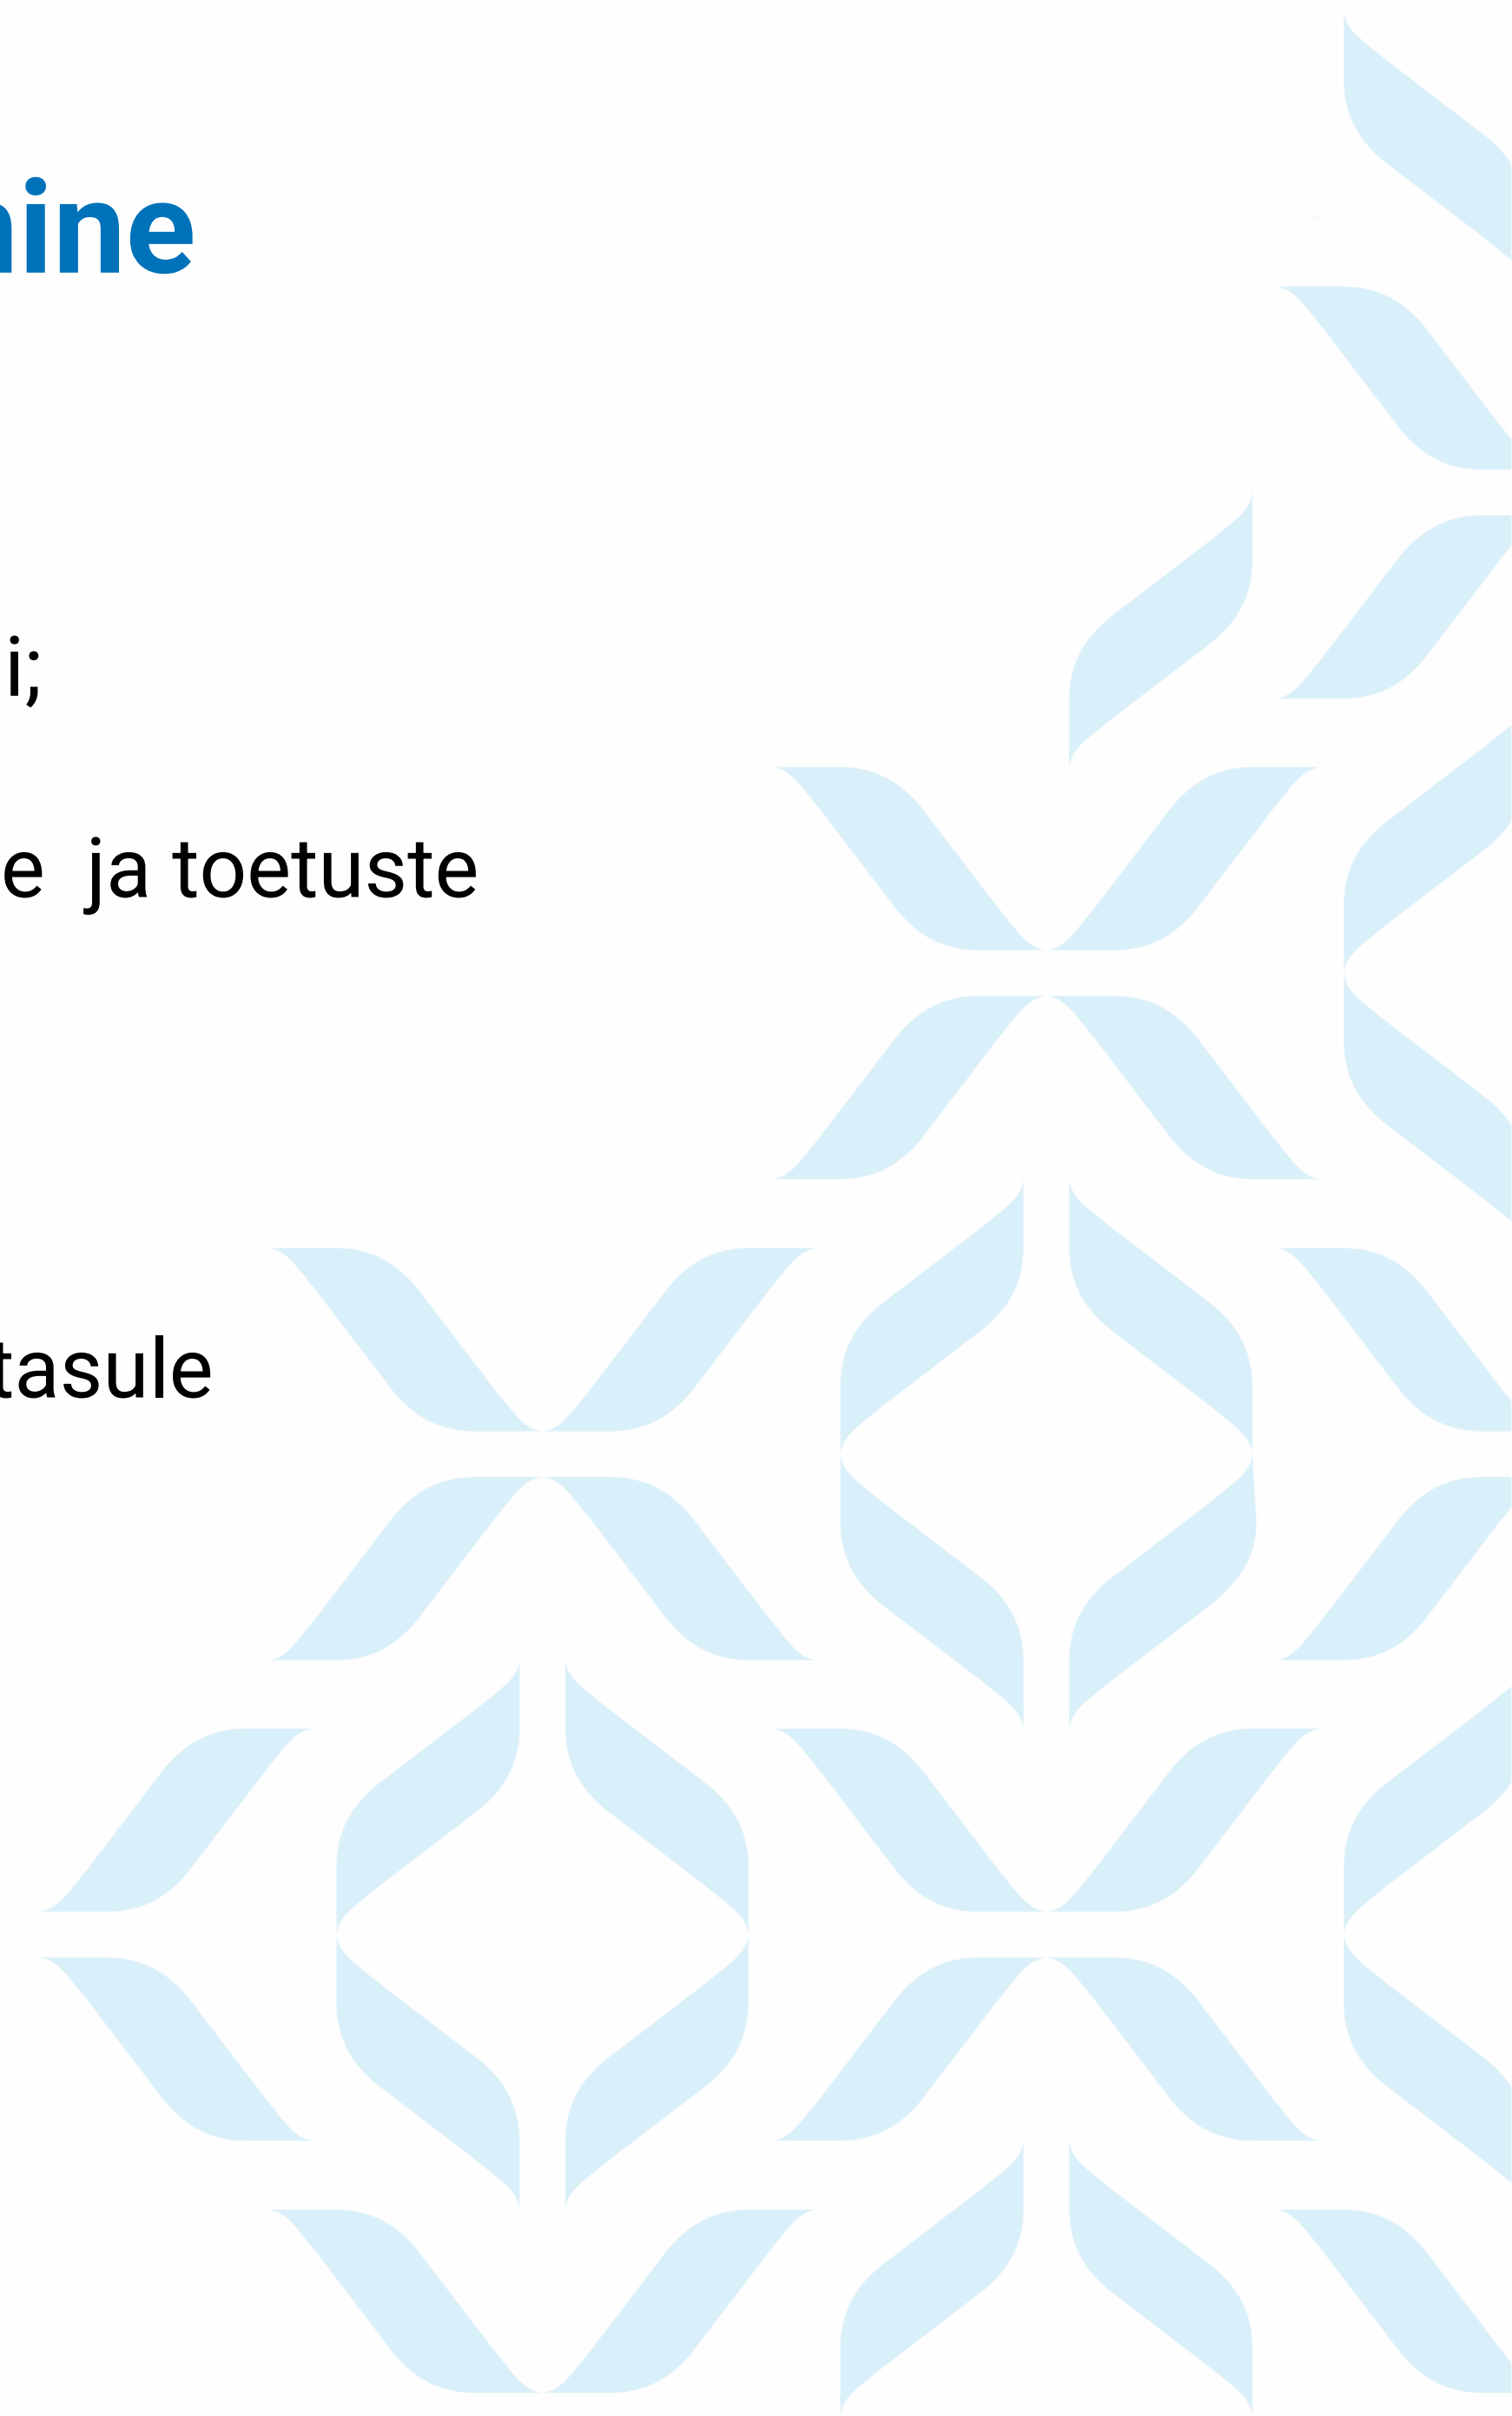 ine
i;
e ja toetuste
tasule